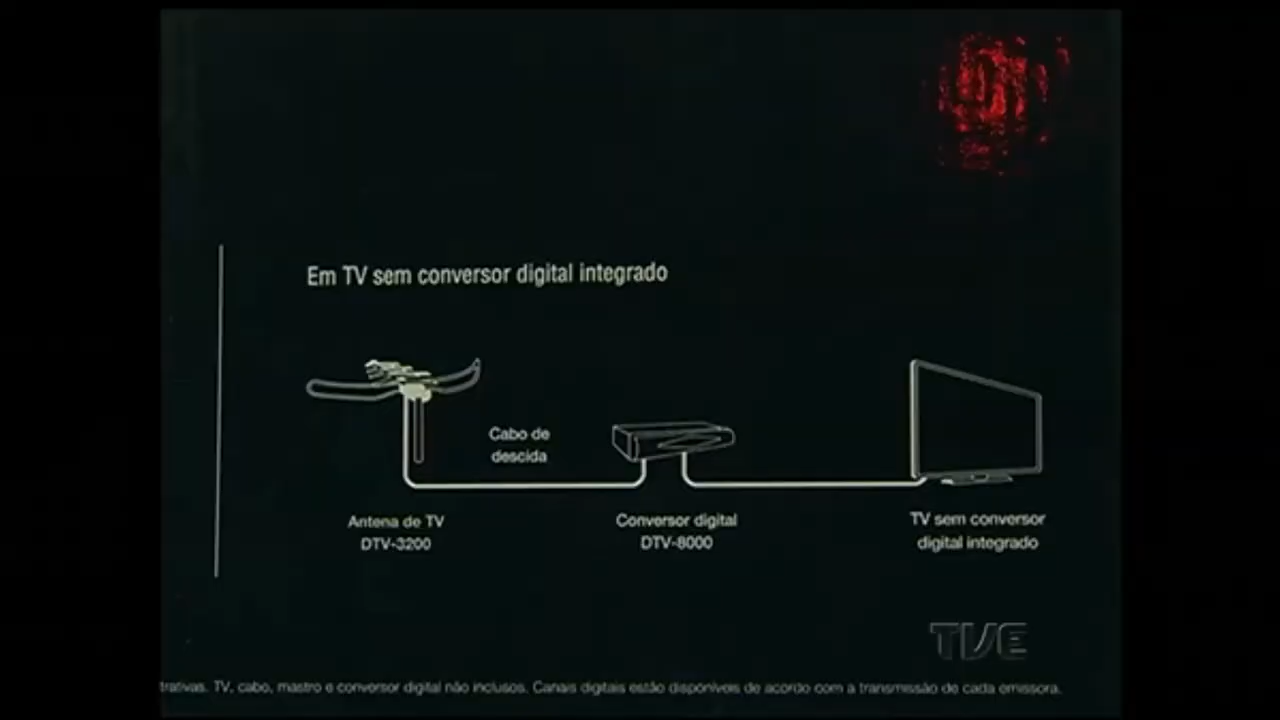 Em TV sem conversor digital integrado
Cabo de
descida
Antena de TV
DTV-3200
Conversor digital
DTV-8000
TV sem conversor
digital integrado
TVE
trativas. TV, cabo, mastro e conversor digital não inclusos. Canais digitais estão disponíveis de acordo com a transmissão de cada emissora.